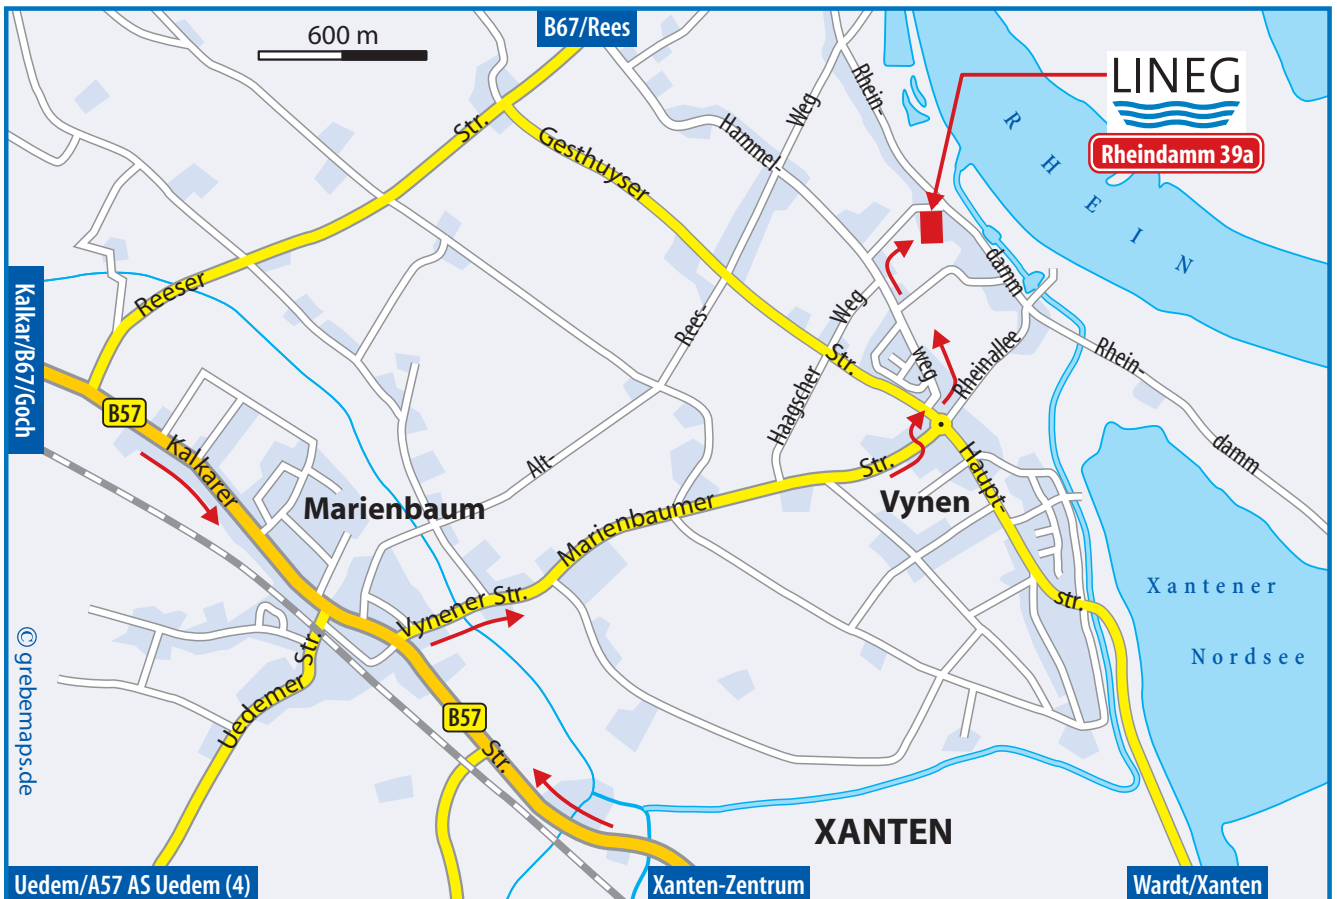 B67/Rees
600 m
LINEG
Rheindamm 39a
RHEIN
Rhein-
damm
Rhein-
damm
Hammel-
weg
Weg
Rees-
Alt-
Gesthuyser
Str.
Reeser
Str.
Haagscher
Weg
Rheinallee
Kalkar/B67/Goch
B57
Kalkarer
Str.
Marienbaum
Vynen
Marienbaumer
Str.
Haupt-
str.
Vynener Str.
Uedemer
Str.
B57
Xantener
Nordsee
XANTEN
© grebemaps.de
Uedem/A57 AS Uedem (4)
Xanten-Zentrum
Wardt/Xanten